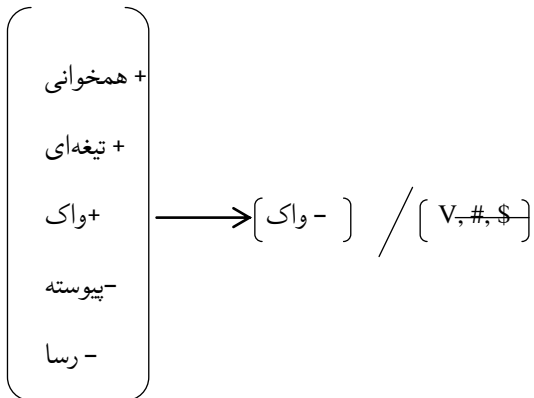 + همخوانی
+ تیغه‌ای
+واک
[ – واک ] / [ V, #, $ ]
–پیوسته
– رسا